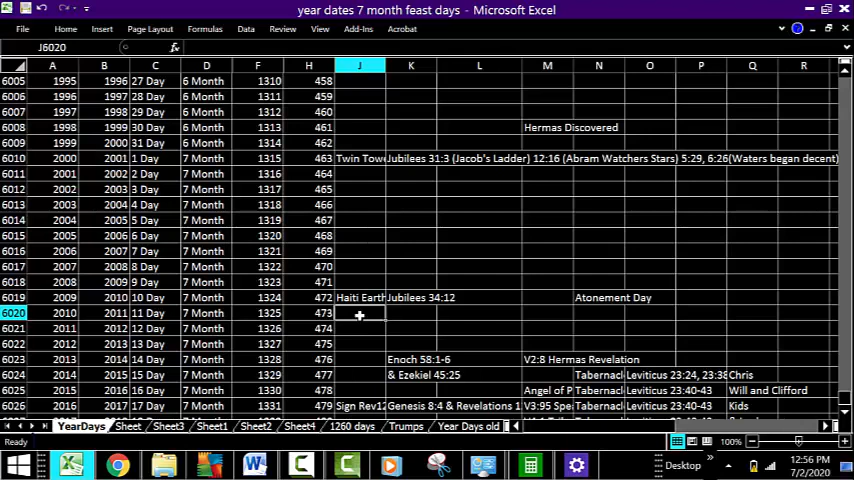 year dates 7 month feast days - Microsoft Excel
File Home Insert Page Layout Formulas Data Review View Add-Ins Acrobat
J6020 fx
A B C D F H J K L M N O P Q R
6005 1995 1996 27 Day 6 Month 1310 458
6006 1996 1997 28 Day 6 Month 1311 459
6007 1997 1998 29 Day 6 Month 1312 460
6008 1998 1999 30 Day 6 Month 1313 461 Hermas Discovered
6009 1999 2000 31 Day 6 Month 1314 462
6010 2000 2001 1 Day 7 Month 1315 463 Twin Towe Jubilees 31:3 (Jacob's Ladder) 12:16 (Abram Watchers Stars) 5:29, 6:26(Waters began decent)
6011 2001 2002 2 Day 7 Month 1316 464
6012 2002 2003 3 Day 7 Month 1317 465
6013 2003 2004 4 Day 7 Month 1318 466
6014 2004 2005 5 Day 7 Month 1319 467
6015 2005 2006 6 Day 7 Month 1320 468
6016 2006 2007 7 Day 7 Month 1321 469
6017 2007 2008 8 Day 7 Month 1322 470
6018 2008 2009 9 Day 7 Month 1323 471
6019 2009 2010 10 Day 7 Month 1324 472 Haiti Earth Jubilees 34:12 Atonement Day
6020 2010 2011 11 Day 7 Month 1325 473
6021 2011 2012 12 Day 7 Month 1326 474
6022 2012 2013 13 Day 7 Month 1327 475
6023 2013 2014 14 Day 7 Month 1328 476 Enoch 58:1-6 V2:8 Hermas Revelation
6024 2014 2015 15 Day 7 Month 1329 477 & Ezekiel 45:25 Tabernacl Leviticus 23:24, 23:38 Chris
6025 2015 2016 16 Day 7 Month 1330 478 Angel of P Tabernacl Leviticus 23:40-43 Will and Clifford
6026 2016 2017 17 Day 7 Month 1331 479 Sign Rev12 Genesis 8:4 & Revelations 1 V3:95 Spe Tabernacl Leviticus 23:40-43 Kids
YearDays Sheet Sheet3 Sheet1 Sheet2 Sheet4 1260 days Trumps Year Days old
Ready 100%
Desktop 12:56 PM
7/2/2020